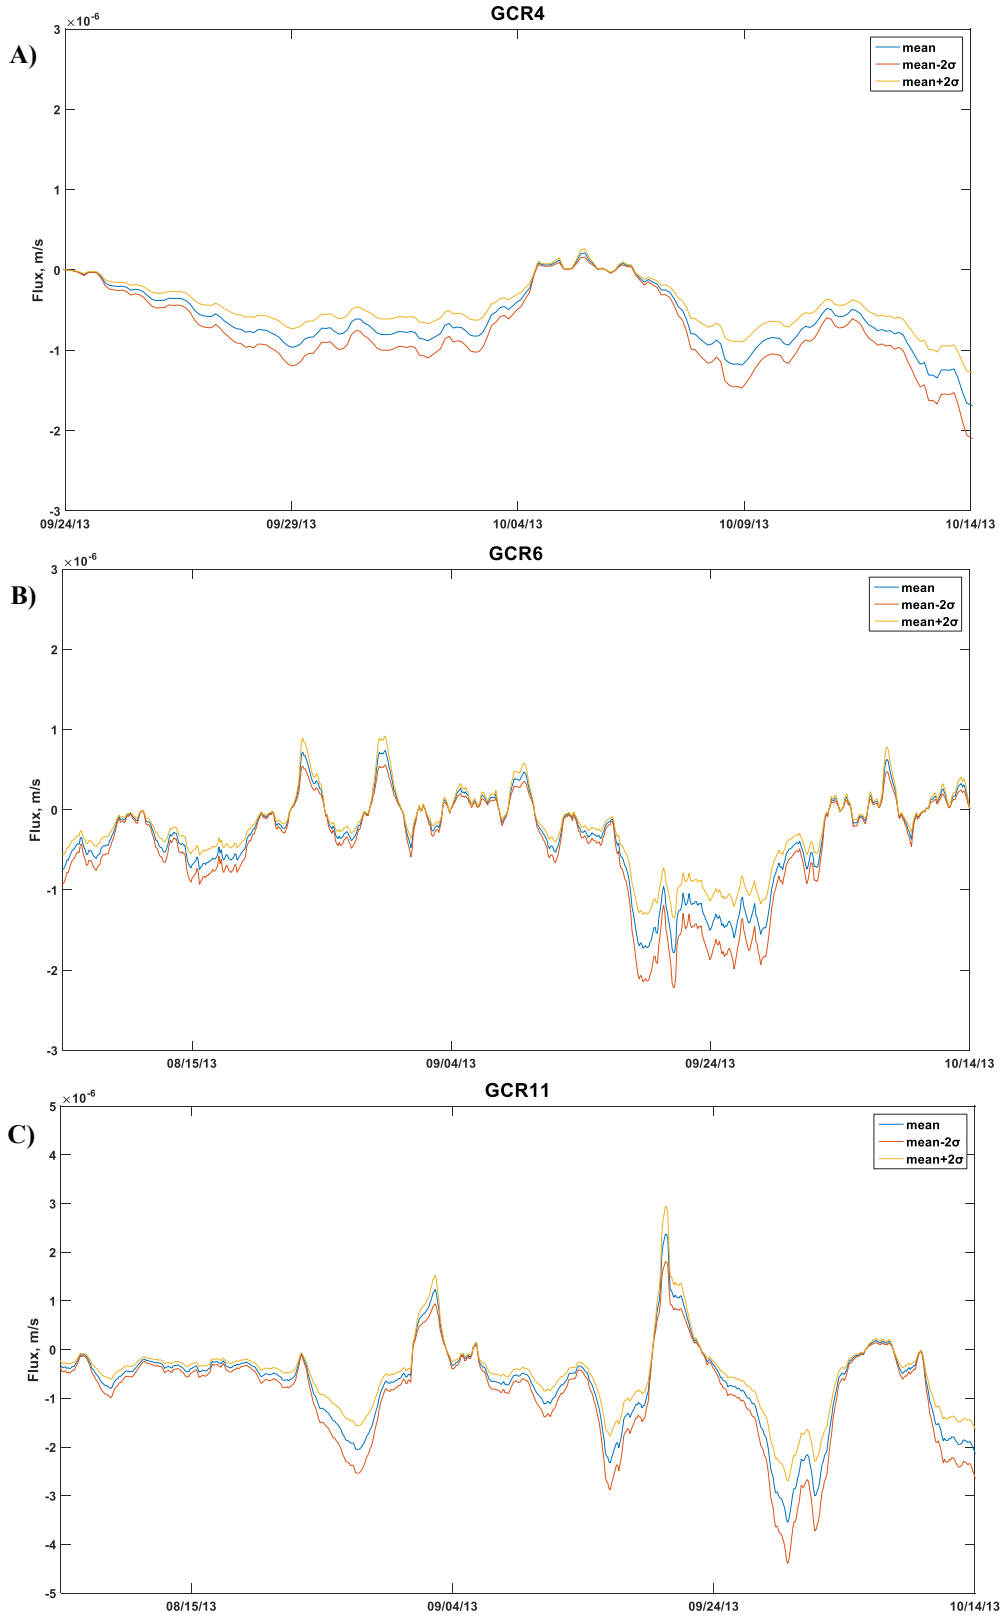 GCR4
A)
×10-6
3
2
1
0
-1
-2
-3
Flux, m/s
mean
mean-2σ
mean+2σ
09/24/13 09/29/13 10/04/13 10/09/13 10/14/13
GCR6
B)
×10-6
3
2
1
0
-1
-2
-3
Flux, m/s
mean
mean-2σ
mean+2σ
08/15/13 09/04/13 09/24/13 10/14/13
GCR11
C)
×10-6
5
4
3
2
1
0
-1
-2
-3
-4
-5
Flux, m/s
mean
mean-2σ
mean+2σ
08/15/13 09/04/13 09/24/13 10/14/13